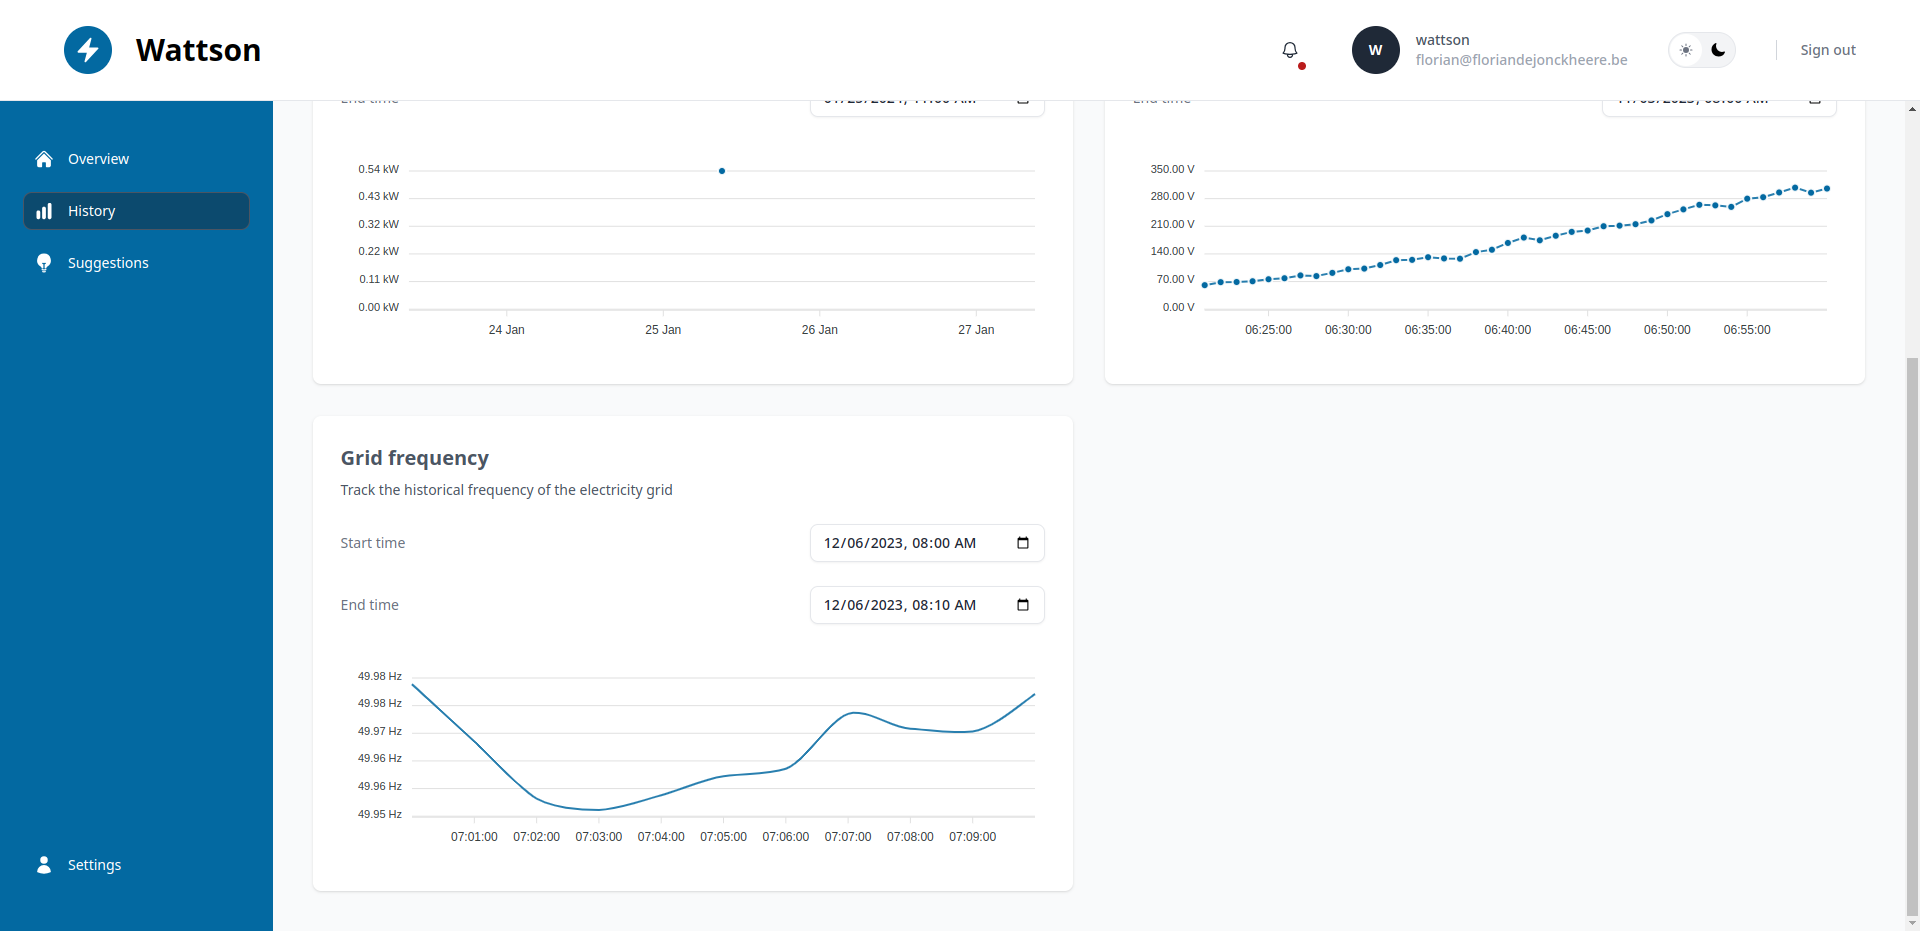 Wattson
W
wattson
florian@floriandejonckheere.be
Sign out
Overview
History
Suggestions
Settings
End time
End time
0.54 kW
0.43 kW
0.32 kW
0.22 kW
0.11 kW
0.00 kW
24 Jan 25 Jan 26 Jan 27 Jan
350.00 V
280.00 V
210.00 V
140.00 V
70.00 V
0.00 V
06:25:00 06:30:00 06:35:00 06:40:00 06:45:00 06:50:00 06:55:00
Grid frequency
Track the historical frequency of the electricity grid
Start time 12/06/2023, 08:00 AM
End time 12/06/2023, 08:10 AM
49.98 Hz
49.98 Hz
49.97 Hz
49.96 Hz
49.96 Hz
49.95 Hz
07:01:00 07:02:00 07:03:00 07:04:00 07:05:00 07:06:00 07:07:00 07:08:00 07:09:00